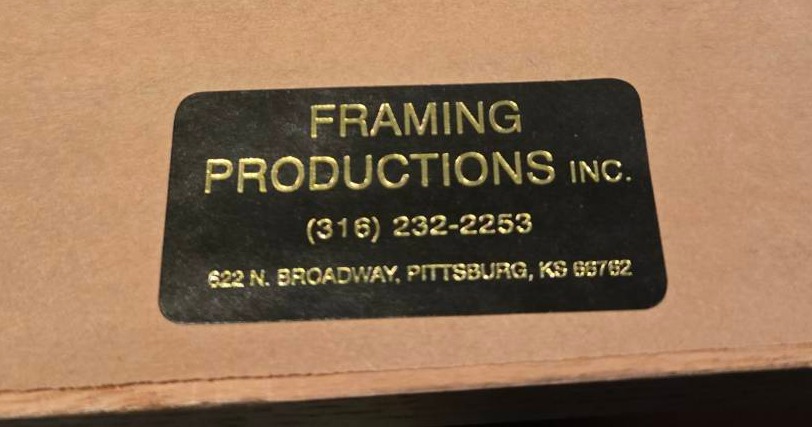 FRAMING
PRODUCTIONS INC.
(316) 232-2253
622 N. BROADWAY, PITTSBURG, KS 66762